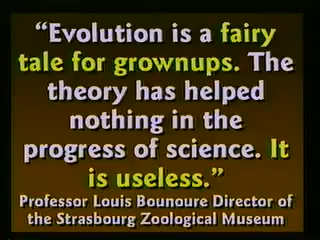 “Evolution is a fairy
tale for grownups. The
theory has helped
nothing in the
progress of science. It
is useless.”
Professor Louis Bounoure Director of
the Strasbourg Zoological Museum